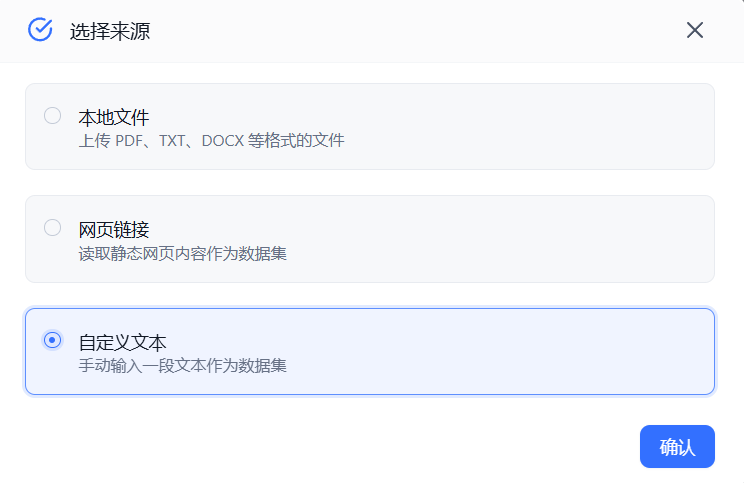 选择来源
本地文件
上传 PDF、TXT、DOCX 等格式的文件
网页链接
读取静态网页内容作为数据集
自定义文本
手动输入一段文本作为数据集
确认